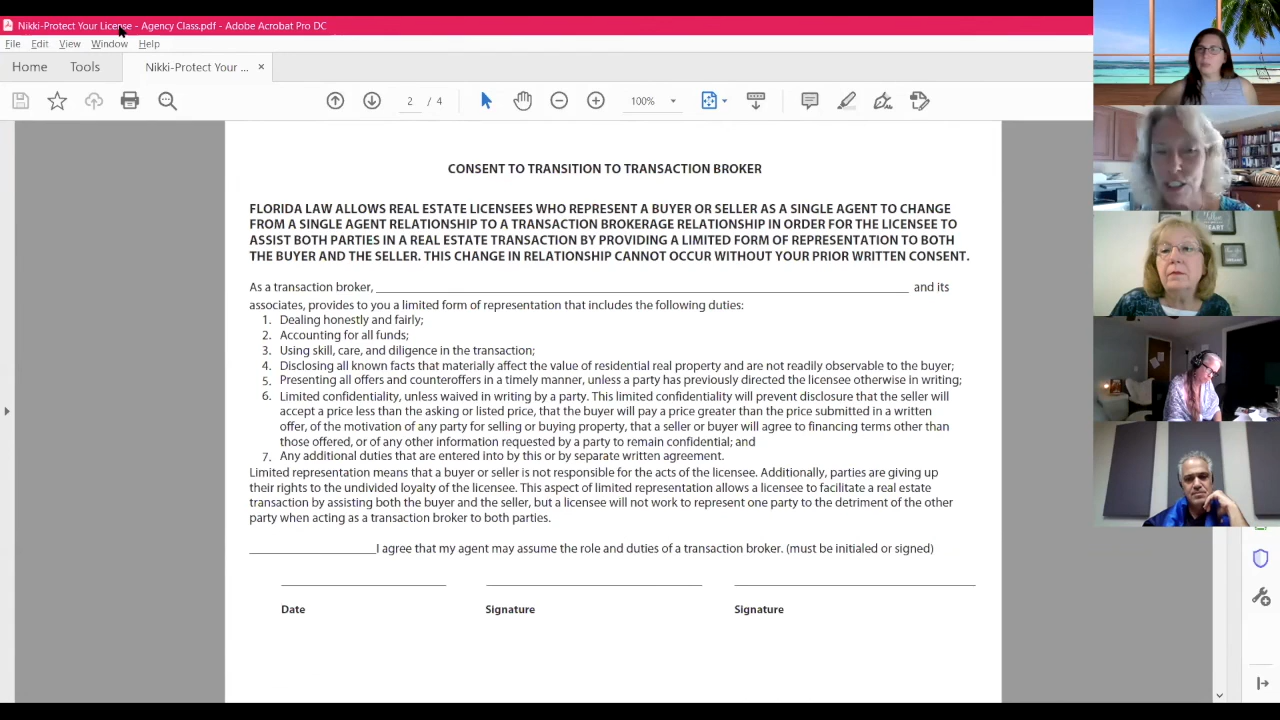 Nikki-Protect Your License - Agency Class.pdf - Adobe Acrobat Pro DC
File Edit View Window Help
Home Tools Nikki-Protect Your ... ×
2 / 4 100%
CONSENT TO TRANSITION TO TRANSACTION BROKER
FLORIDA LAW ALLOWS REAL ESTATE LICENSEES WHO REPRESENT A BUYER OR SELLER AS A SINGLE AGENT TO CHANGE
FROM A SINGLE AGENT RELATIONSHIP TO A TRANSACTION BROKERAGE RELATIONSHIP IN ORDER FOR THE LICENSEE TO
ASSIST BOTH PARTIES IN A REAL ESTATE TRANSACTION BY PROVIDING A LIMITED FORM OF REPRESENTATION TO BOTH
THE BUYER AND THE SELLER. THIS CHANGE IN RELATIONSHIP CANNOT OCCUR WITHOUT YOUR PRIOR WRITTEN CONSENT.
As a transaction broker, ______ and its
associates, provides to you a limited form of representation that includes the following duties:
1. Dealing honestly and fairly;
2. Accounting for all funds;
3. Using skill, care, and diligence in the transaction;
4. Disclosing all known facts that materially affect the value of residential real property and are not readily observable to the buyer;
5. Presenting all offers and counteroffers in a timely manner, unless a party has previously directed the licensee otherwise in writing;
6. Limited confidentiality, unless waived in writing by a party. This limited confidentiality will prevent disclosure that the seller will
accept a price less than the asking or listed price, that the buyer will pay a price greater than the price submitted in a written
offer, of the motivation of any party for selling or buying property, that a seller or buyer will agree to financing terms other than
those offered, or of any other information requested by a party to remain confidential; and
7. Any additional duties that are entered into by this or by separate written agreement.
Limited representation means that a buyer or seller is not responsible for the acts of the licensee. Additionally, parties are giving up
their rights to the undivided loyalty of the licensee. This aspect of limited representation allows a licensee to facilitate a real estate
transaction by assisting both the buyer and the seller, but a licensee will not work to represent one party to the detriment of the other
party when acting as a transaction broker to both parties.
______I agree that my agent may assume the role and duties of a transaction broker. (must be initialed or signed)
Date Signature Signature